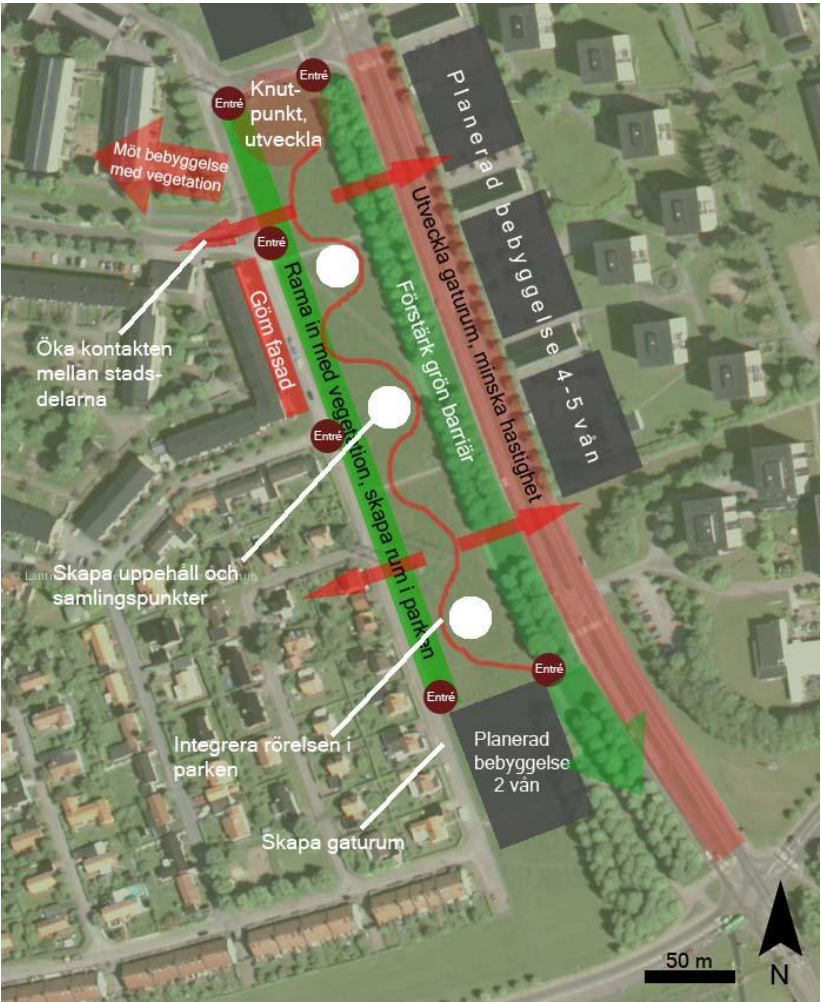 Entré
Entré
Knut-
punkt,
utveckla
Planerad bebyggelse 4-5 vån
Möt bebyggelse
med vegetation
Utveckla gaturum, minska hastighet
Entré
Rama in med vegetation, skapa rum i parken
Göm fasad
Förstärk grön barriär
Öka kontakten
mellan stads-
delarna
Entré
Skapa uppehåll och
samlingspunkter
Entré
Entré
Integrera rörelsen i
parken
Planerad
bebyggelse
2 vån
Skapa gaturum
50 m
N